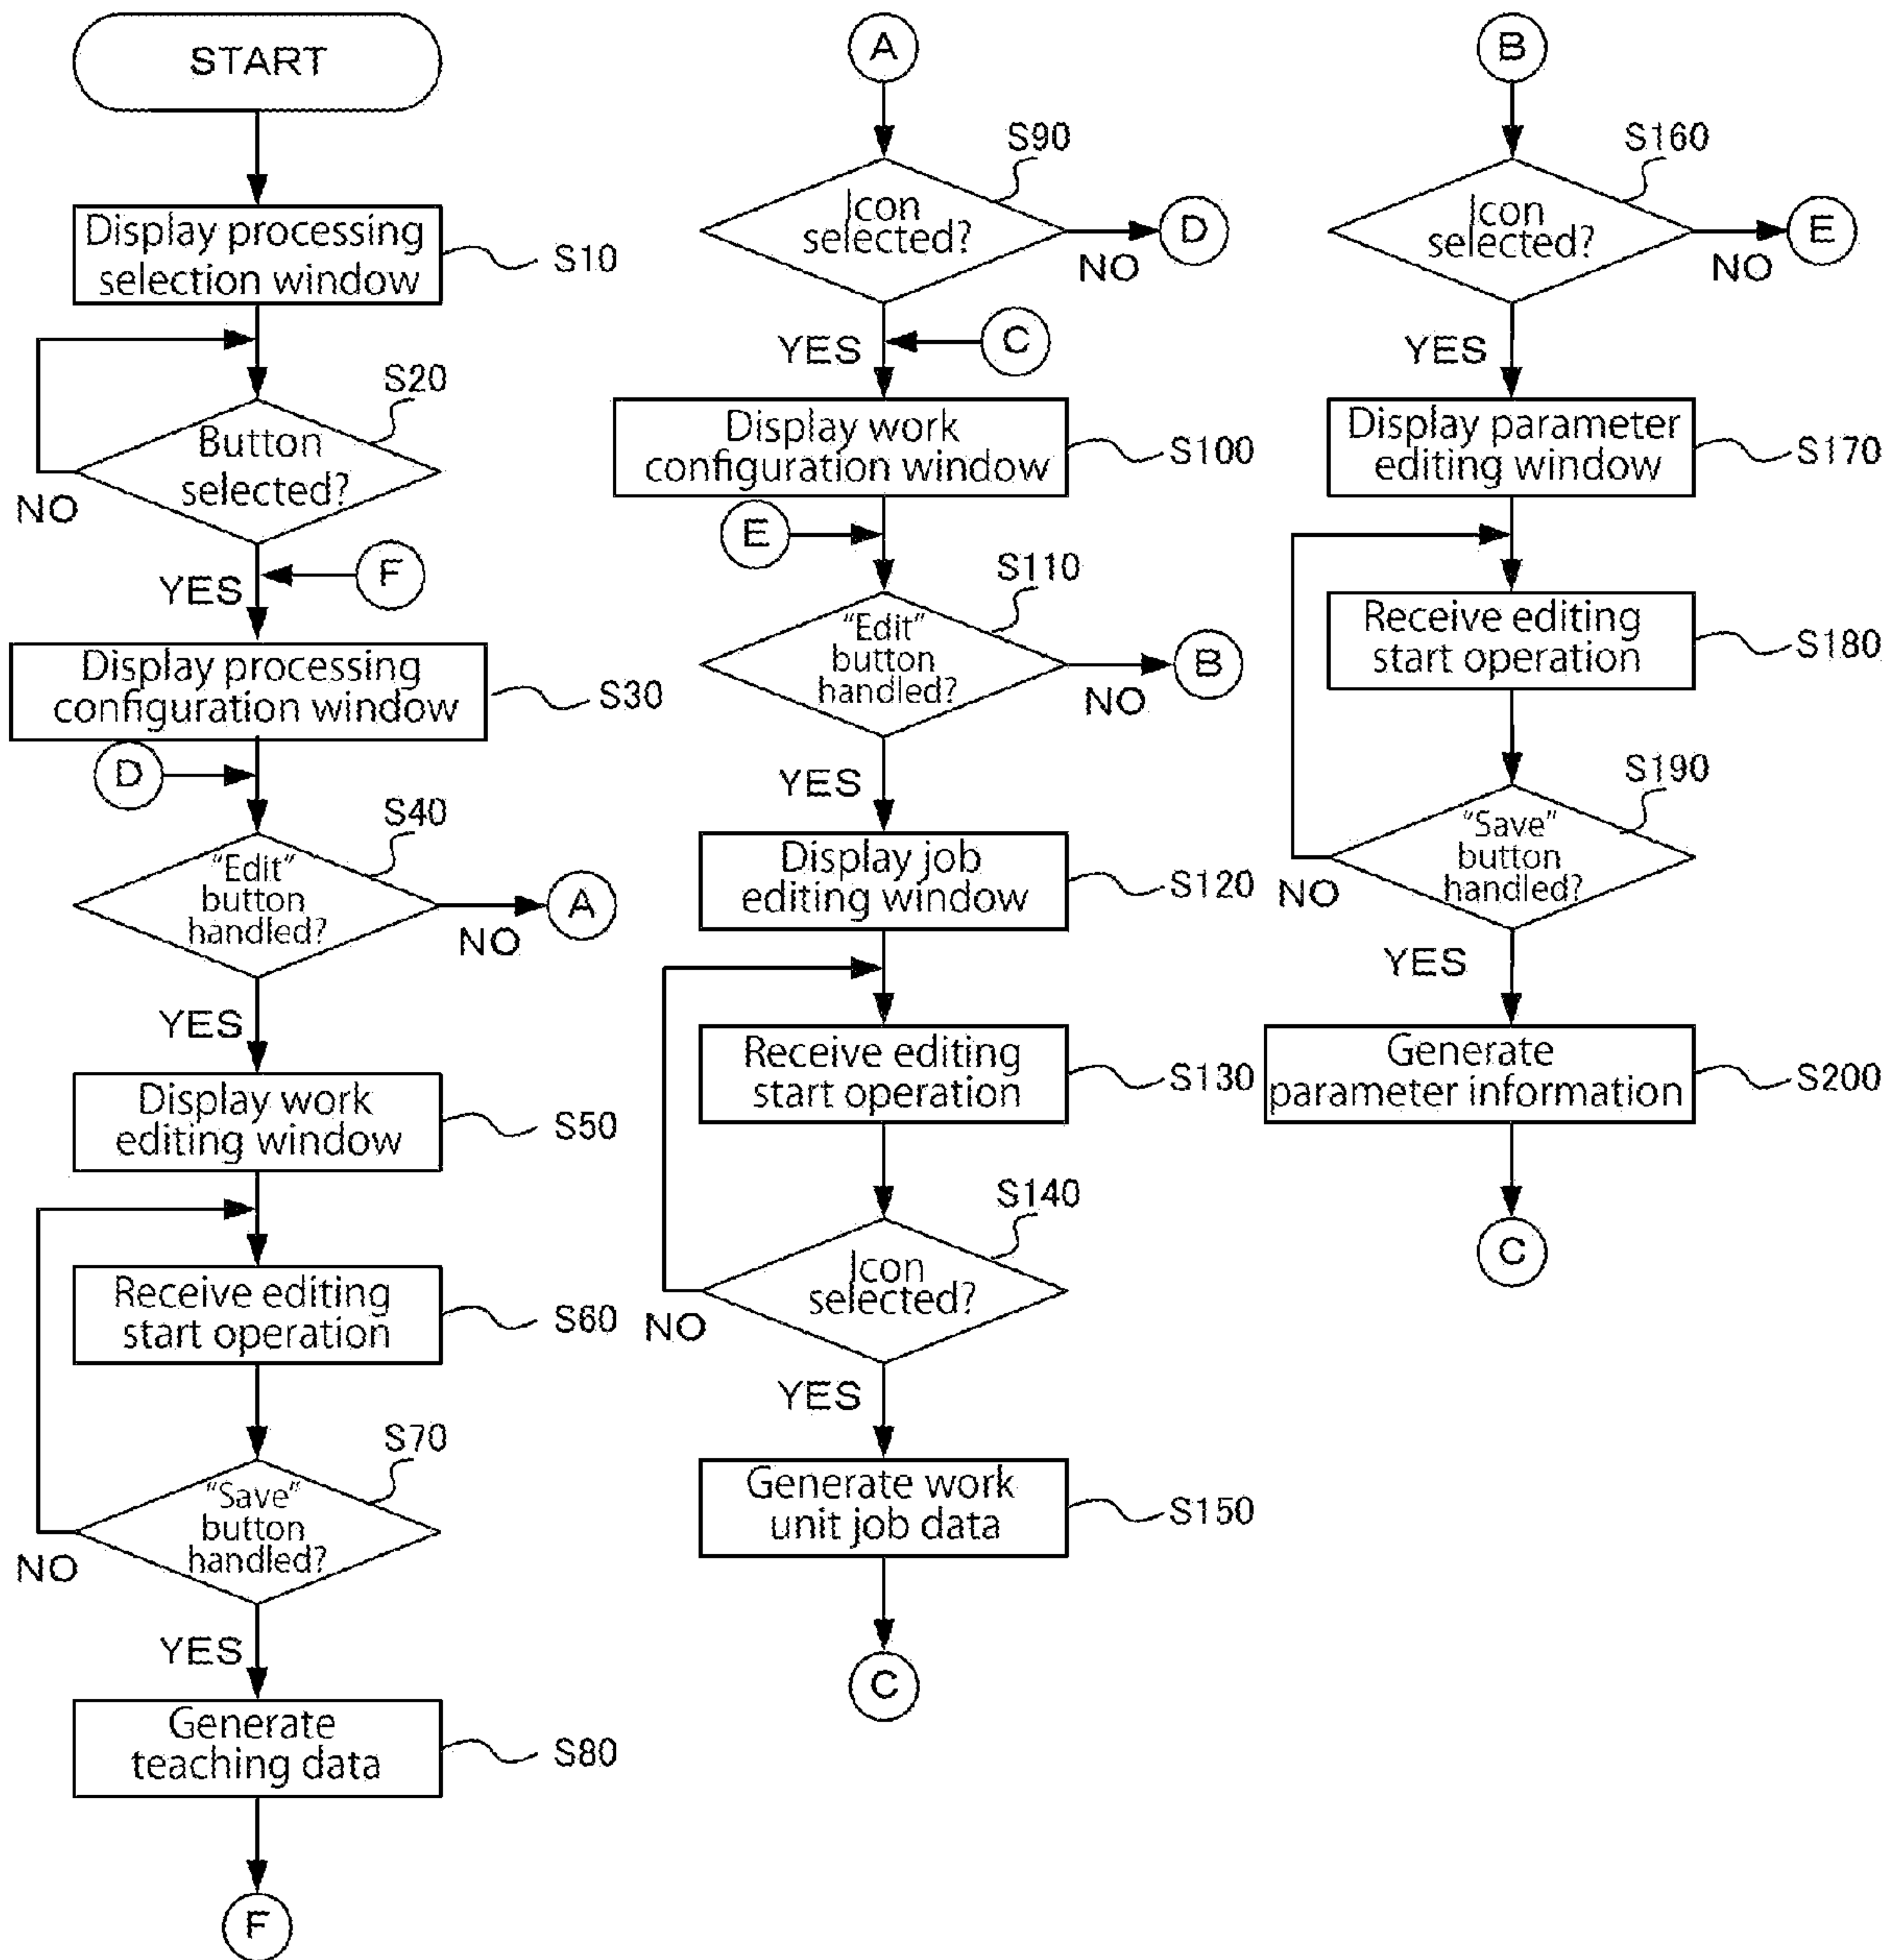 START
Display processing
selection window
S10
S20
Button
selected?
NO
YES
F
Display processing
configuration window
S30
D
S40
"Edit"
button
handled?
NO
A
YES
Display work
editing window
S50
Receive editing
start operation
S60
S70
"Save"
button
handled?
NO
YES
Generate
teaching data
S80
F
A
S90
Icon
selected?
NO
D
YES
C
Display work
configuration window
S100
E
S110
"Edit"
button
handled?
NO
B
YES
Display job
editing window
S120
Receive editing
start operation
S130
S140
Icon
selected?
NO
YES
Generate work
unit job data
S150
C
B
S160
Icon
selected?
NO
E
YES
Display parameter
editing window
S170
Receive editing
start operation
S180
S190
"Save"
button
handled?
NO
YES
Generate
parameter information
S200
C